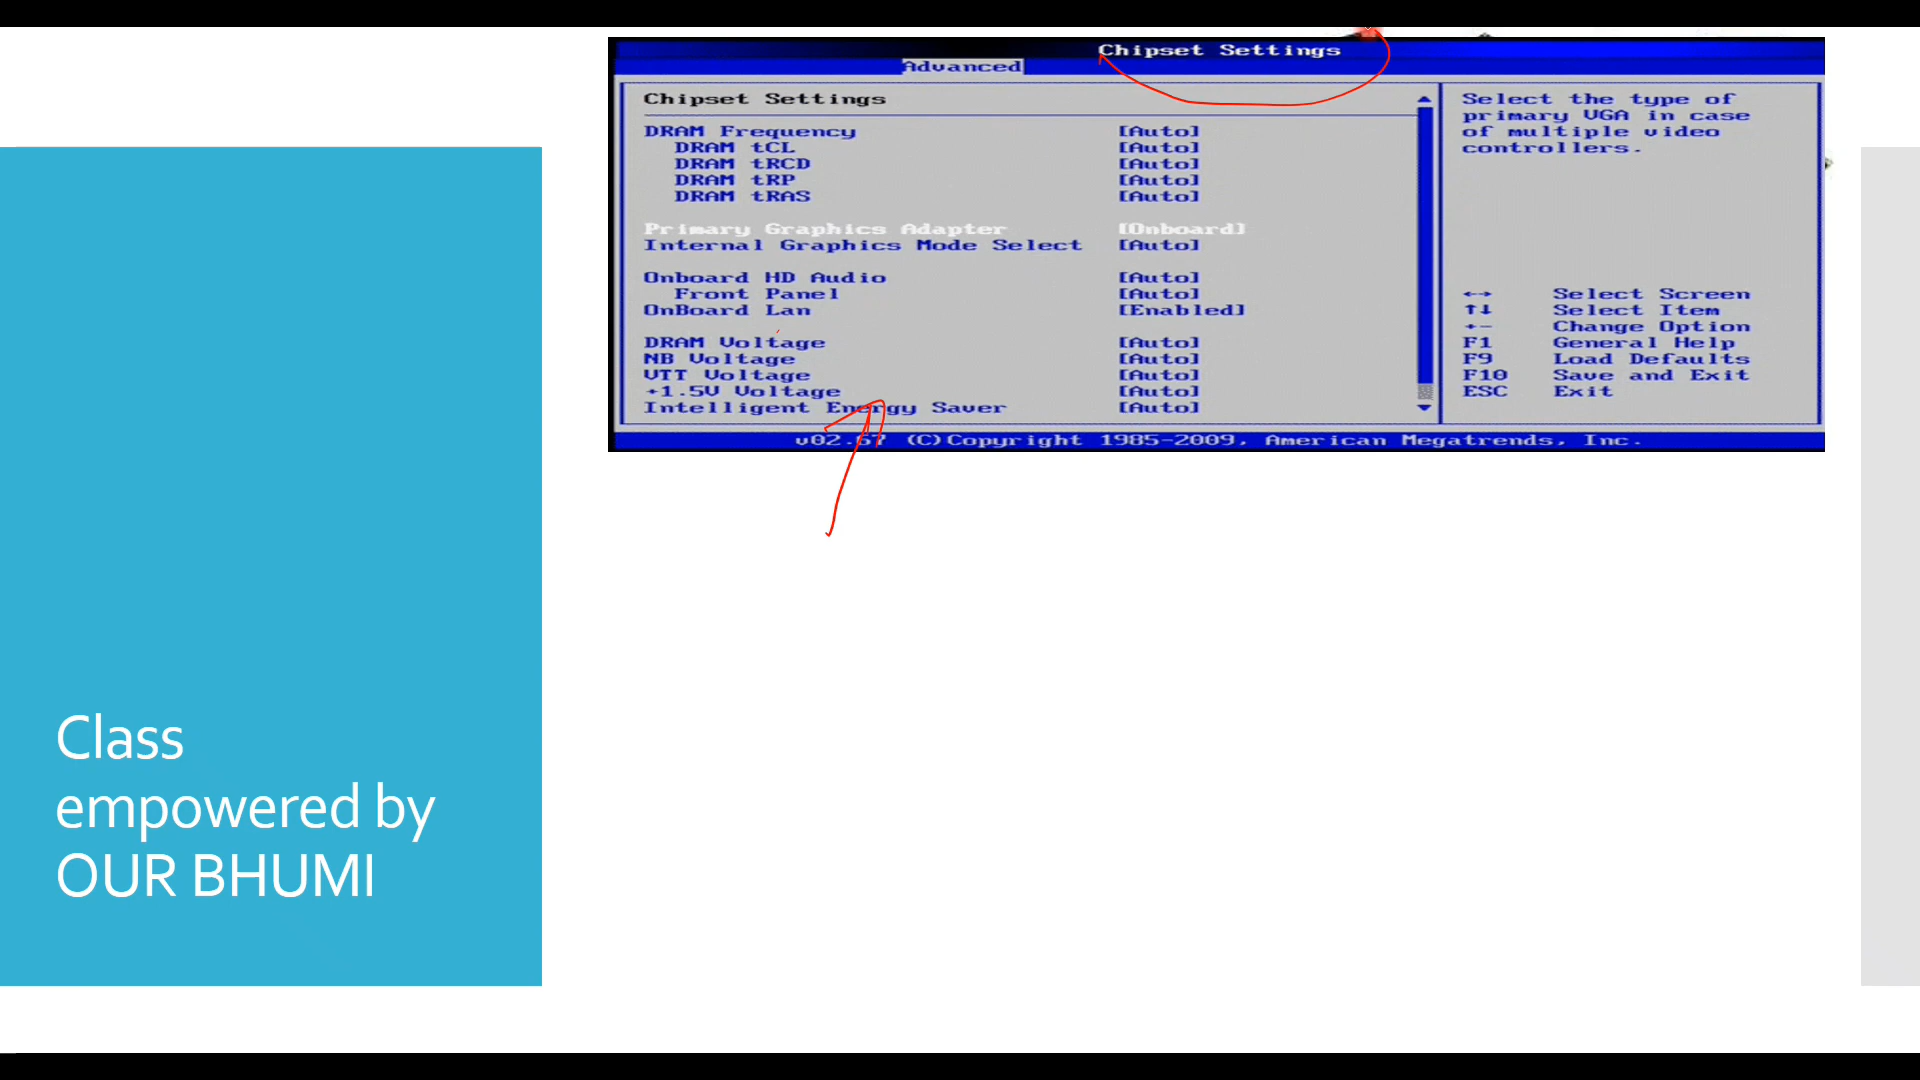 Chipset Settings
Advanced
Chipset Settings
DRAM Frequency [Auto]
DRAM tCL [Auto]
DRAM tRCD [Auto]
DRAM tRP [Auto]
DRAM tRAS [Auto]
Primary Graphics Adapter [Onboard]
Internal Graphics Mode Select [Auto]
Onboard HD Audio [Auto]
Front Panel [Auto]
OnBoard Lan [Enabled]
DRAM Voltage [Auto]
NB Voltage [Auto]
VTT Voltage [Auto]
+1.5V Voltage [Auto]
Intelligent Energy Saver [Auto]
Select the type of
primary VGA in case
of multiple video
controllers.
←→ Select Screen
↑↓ Select Item
+- Change Option
F1 General Help
F9 Load Defaults
F10 Save and Exit
ESC Exit
v02.67 (C)Copyright 1985-2009, American Megatrends, Inc.
Class
empowered by
OUR BHUMI